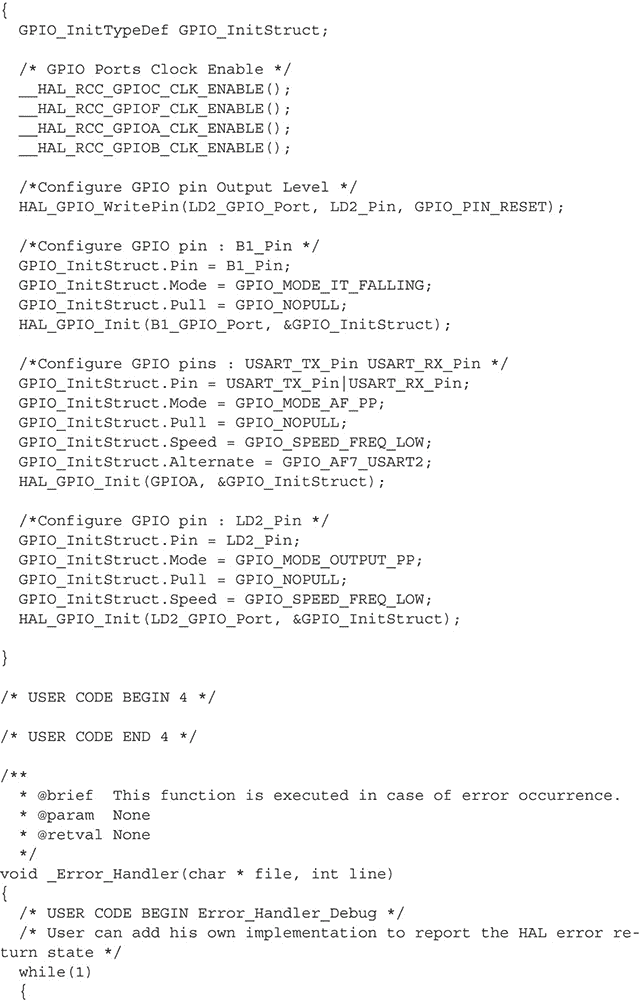 {
  GPIO_InitTypeDef GPIO_InitStruct;
  /* GPIO Ports Clock Enable */
  __HAL_RCC_GPIOC_CLK_ENABLE();
  __HAL_RCC_GPIOF_CLK_ENABLE();
  __HAL_RCC_GPIOA_CLK_ENABLE();
  __HAL_RCC_GPIOB_CLK_ENABLE();
  /*Configure GPIO pin Output Level */
  HAL_GPIO_WritePin(LD2_GPIO_Port, LD2_Pin, GPIO_PIN_RESET);
  /*Configure GPIO pin : B1_Pin */
  GPIO_InitStruct.Pin = B1_Pin;
  GPIO_InitStruct.Mode = GPIO_MODE_IT_FALLING;
  GPIO_InitStruct.Pull = GPIO_NOPULL;
  HAL_GPIO_Init(B1_GPIO_Port, &GPIO_InitStruct);
  /*Configure GPIO pins : USART_TX_Pin USART_RX_Pin */
  GPIO_InitStruct.Pin = USART_TX_Pin|USART_RX_Pin;
  GPIO_InitStruct.Mode = GPIO_MODE_AF_PP;
  GPIO_InitStruct.Pull = GPIO_NOPULL;
  GPIO_InitStruct.Speed = GPIO_SPEED_FREQ_LOW;
  GPIO_InitStruct.Alternate = GPIO_AF7_USART2;
  HAL_GPIO_Init(GPIOA, &GPIO_InitStruct);
  /*Configure GPIO pin : LD2_Pin */
  GPIO_InitStruct.Pin = LD2_Pin;
  GPIO_InitStruct.Mode = GPIO_MODE_OUTPUT_PP;
  GPIO_InitStruct.Pull = GPIO_NOPULL;
  GPIO_InitStruct.Speed = GPIO_SPEED_FREQ_LOW;
  HAL_GPIO_Init(LD2_GPIO_Port, &GPIO_InitStruct);
}
/* USER CODE BEGIN 4 */
/* USER CODE END 4 */
/**
  * @brief  This function is executed in case of error occurrence.
  * @param  None
  * @retval None
  */
void _Error_Handler(char * file, int line)
{
  /* USER CODE BEGIN Error_Handler_Debug */
  /* User can add his own implementation to report the HAL error re-
turn state */
  while(1)
  {